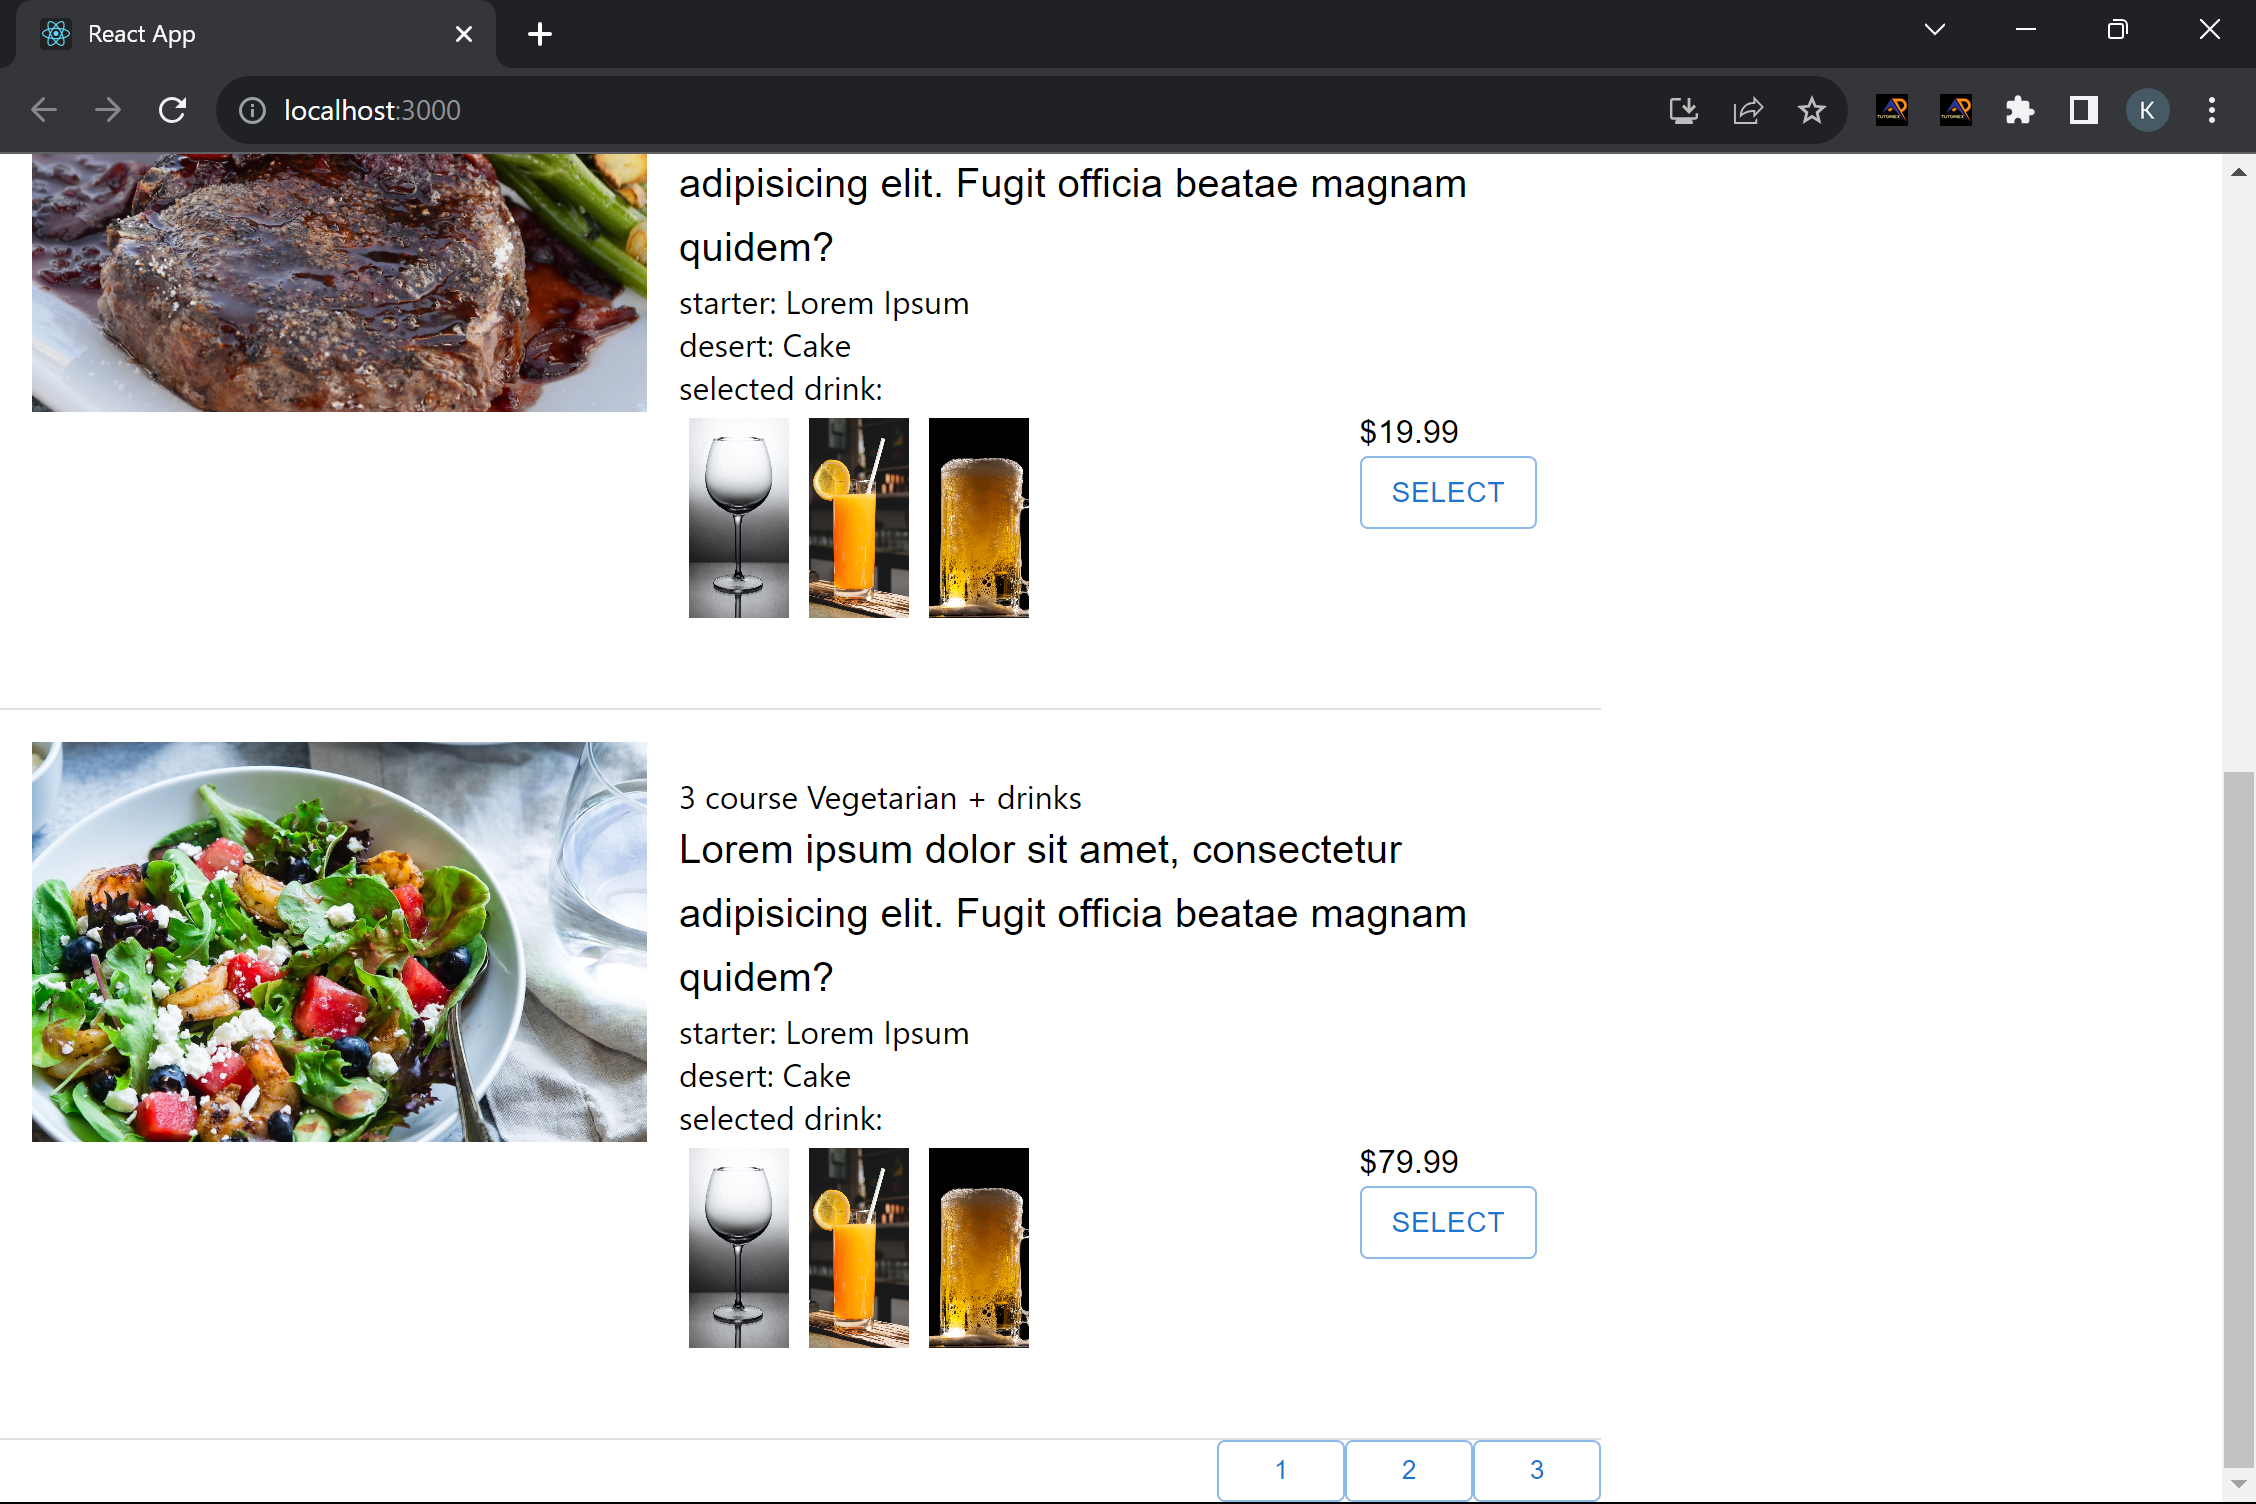 React App
localhost:3000
TUTORIEX
TUTORIEX
K
adipisicing elit. Fugit officia beatae magnam
quidem?
starter: Lorem Ipsum
desert: Cake
selected drink:
$19.99
SELECT
3 course Vegetarian + drinks
Lorem ipsum dolor sit amet, consectetur
adipisicing elit. Fugit officia beatae magnam
quidem?
starter: Lorem Ipsum
desert: Cake
selected drink:
$79.99
SELECT
1 2 3